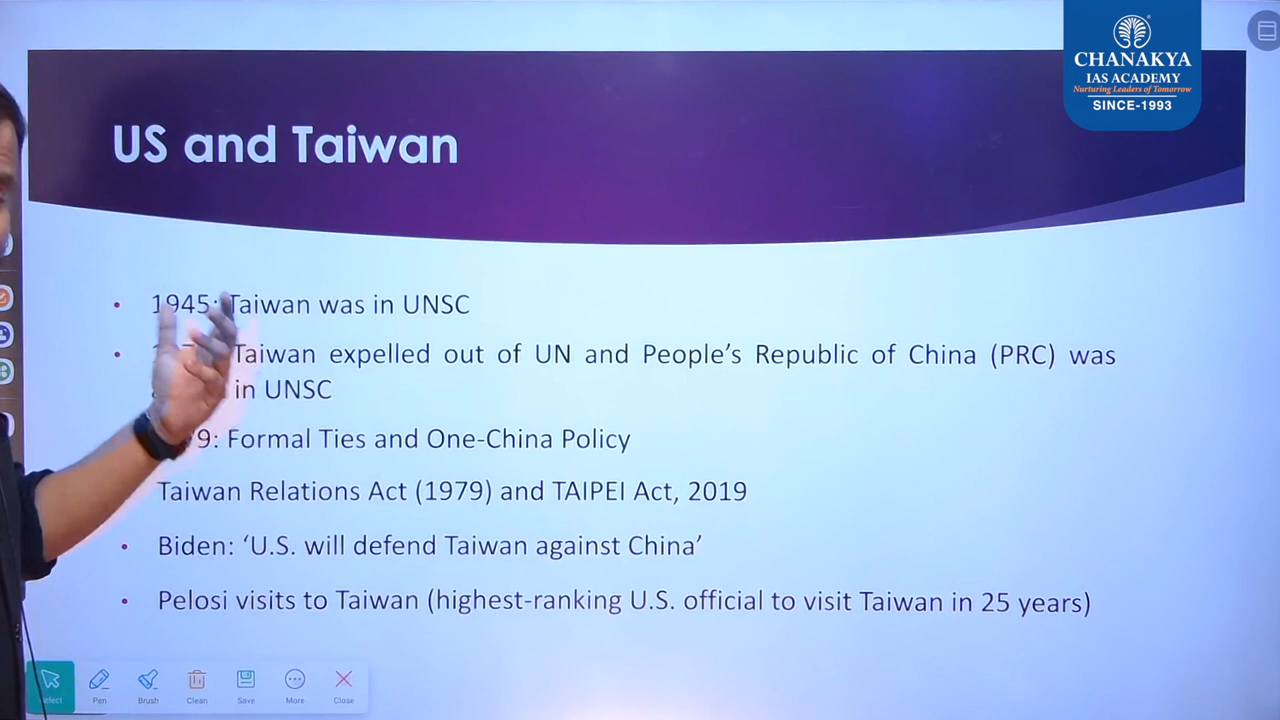 CHANAKYA
IAS ACADEMY
Nurturing Leaders of Tomorrow
SINCE-1993
US and Taiwan
1945: Taiwan was in UNSC
Taiwan expelled out of UN and People's Republic of China (PRC) was
in UNSC
9: Formal Ties and One-China Policy
Taiwan Relations Act (1979) and TAIPEI Act, 2019
Biden: ‘U.S. will defend Taiwan against China’
Pelosi visits to Taiwan (highest-ranking U.S. official to visit Taiwan in 25 years)
Select Pen Brush Clean Save More Close